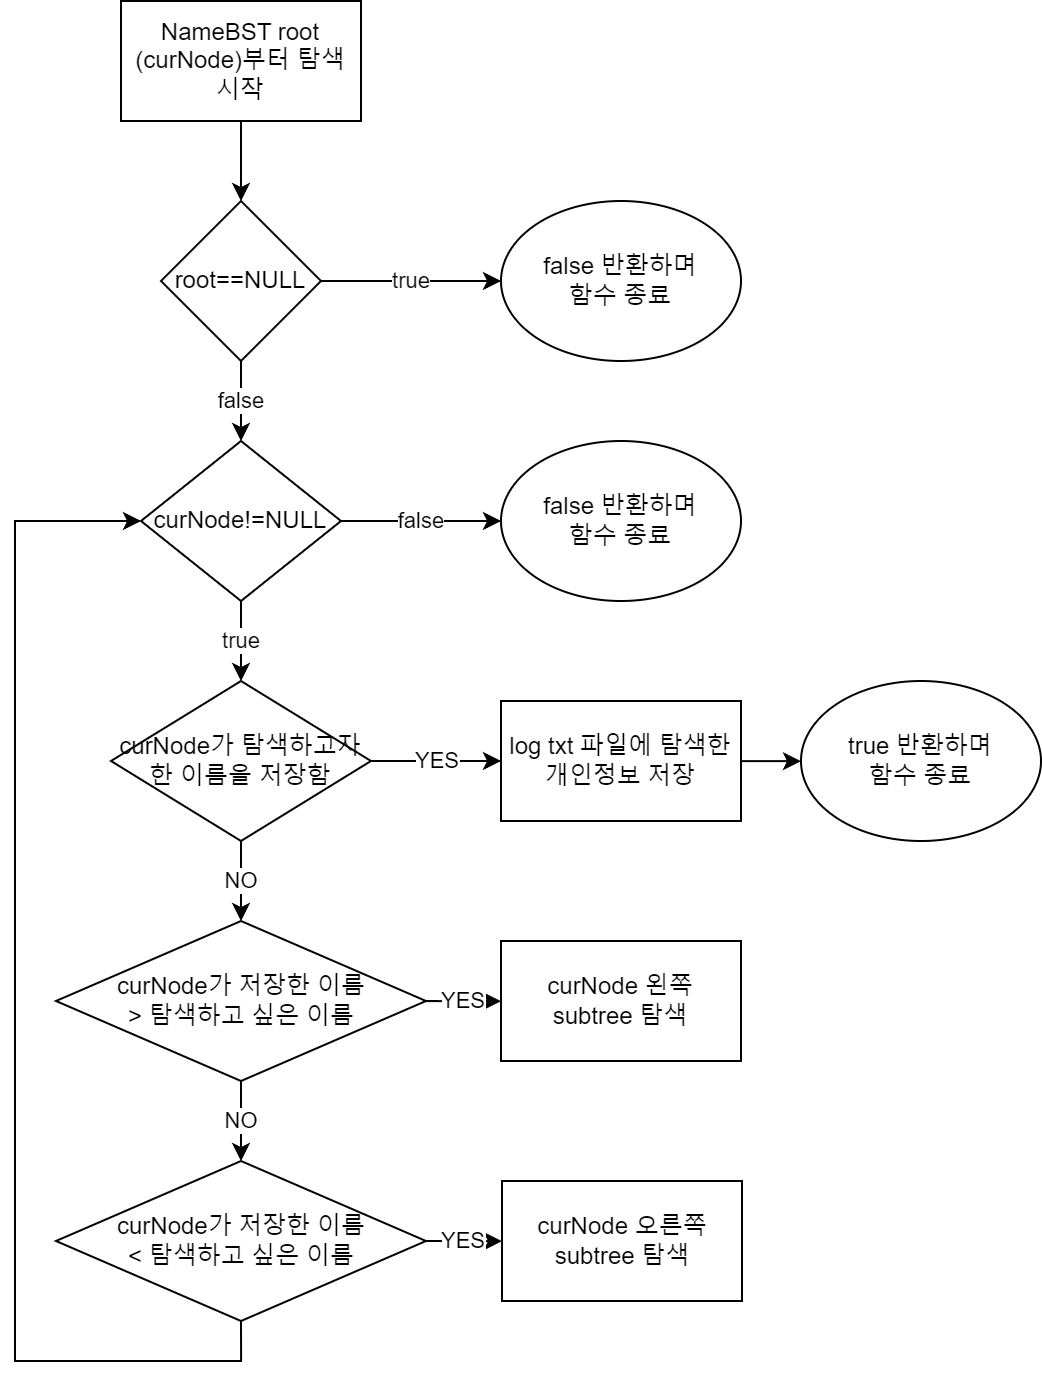 NameBST root
(curNode)부터 탐색
시작
root==NULL
true
false 반환하며
함수 종료
false
curNode!=NULL
false
false 반환하며
함수 종료
true
curNode가 탐색하고자
한 이름을 저장함
YES
log txt 파일에 탐색한
개인정보 저장
true 반환하며
함수 종료
NO
curNode가 저장한 이름
> 탐색하고 싶은 이름
YES
curNode 왼쪽
subtree 탐색
NO
curNode가 저장한 이름
< 탐색하고 싶은 이름
YES
curNode 오른쪽
subtree 탐색